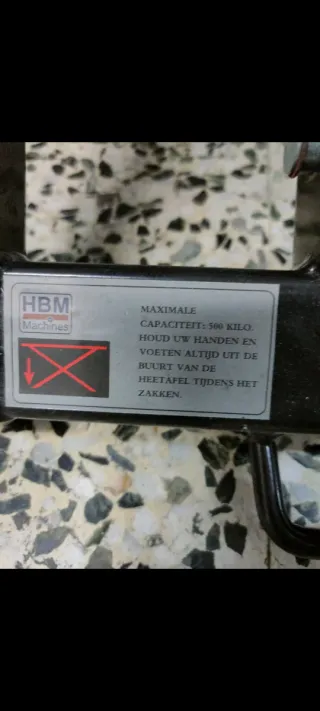 HBM
Machines
MAXIMALE
CAPACITEIT: 500 KILO.
HOUD UW HANDEN EN
VOETEN ALTIJD UIT DE
BUURT VAN DE
HEETAFEL TIJDENS HET
ZAKKEN.